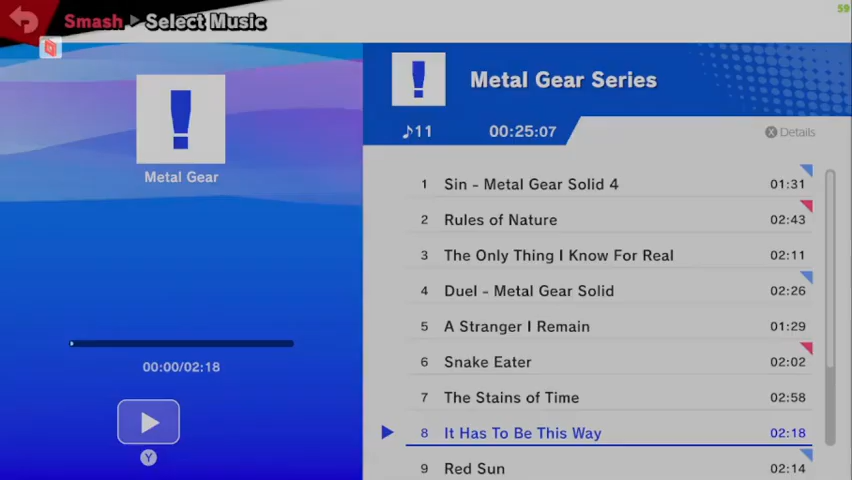 59
Smash ▶ Select Music
Metal Gear Series
♪11 00:25:07
X Details
Metal Gear
1 Sin - Metal Gear Solid 4 01:31
2 Rules of Nature 02:43
3 The Only Thing I Know For Real 02:11
4 Duel - Metal Gear Solid 02:26
5 A Stranger I Remain 01:29
6 Snake Eater 02:02
7 The Stains of Time 02:58
8 It Has To Be This Way 02:18
9 Red Sun 02:14
00:00/02:18
Y